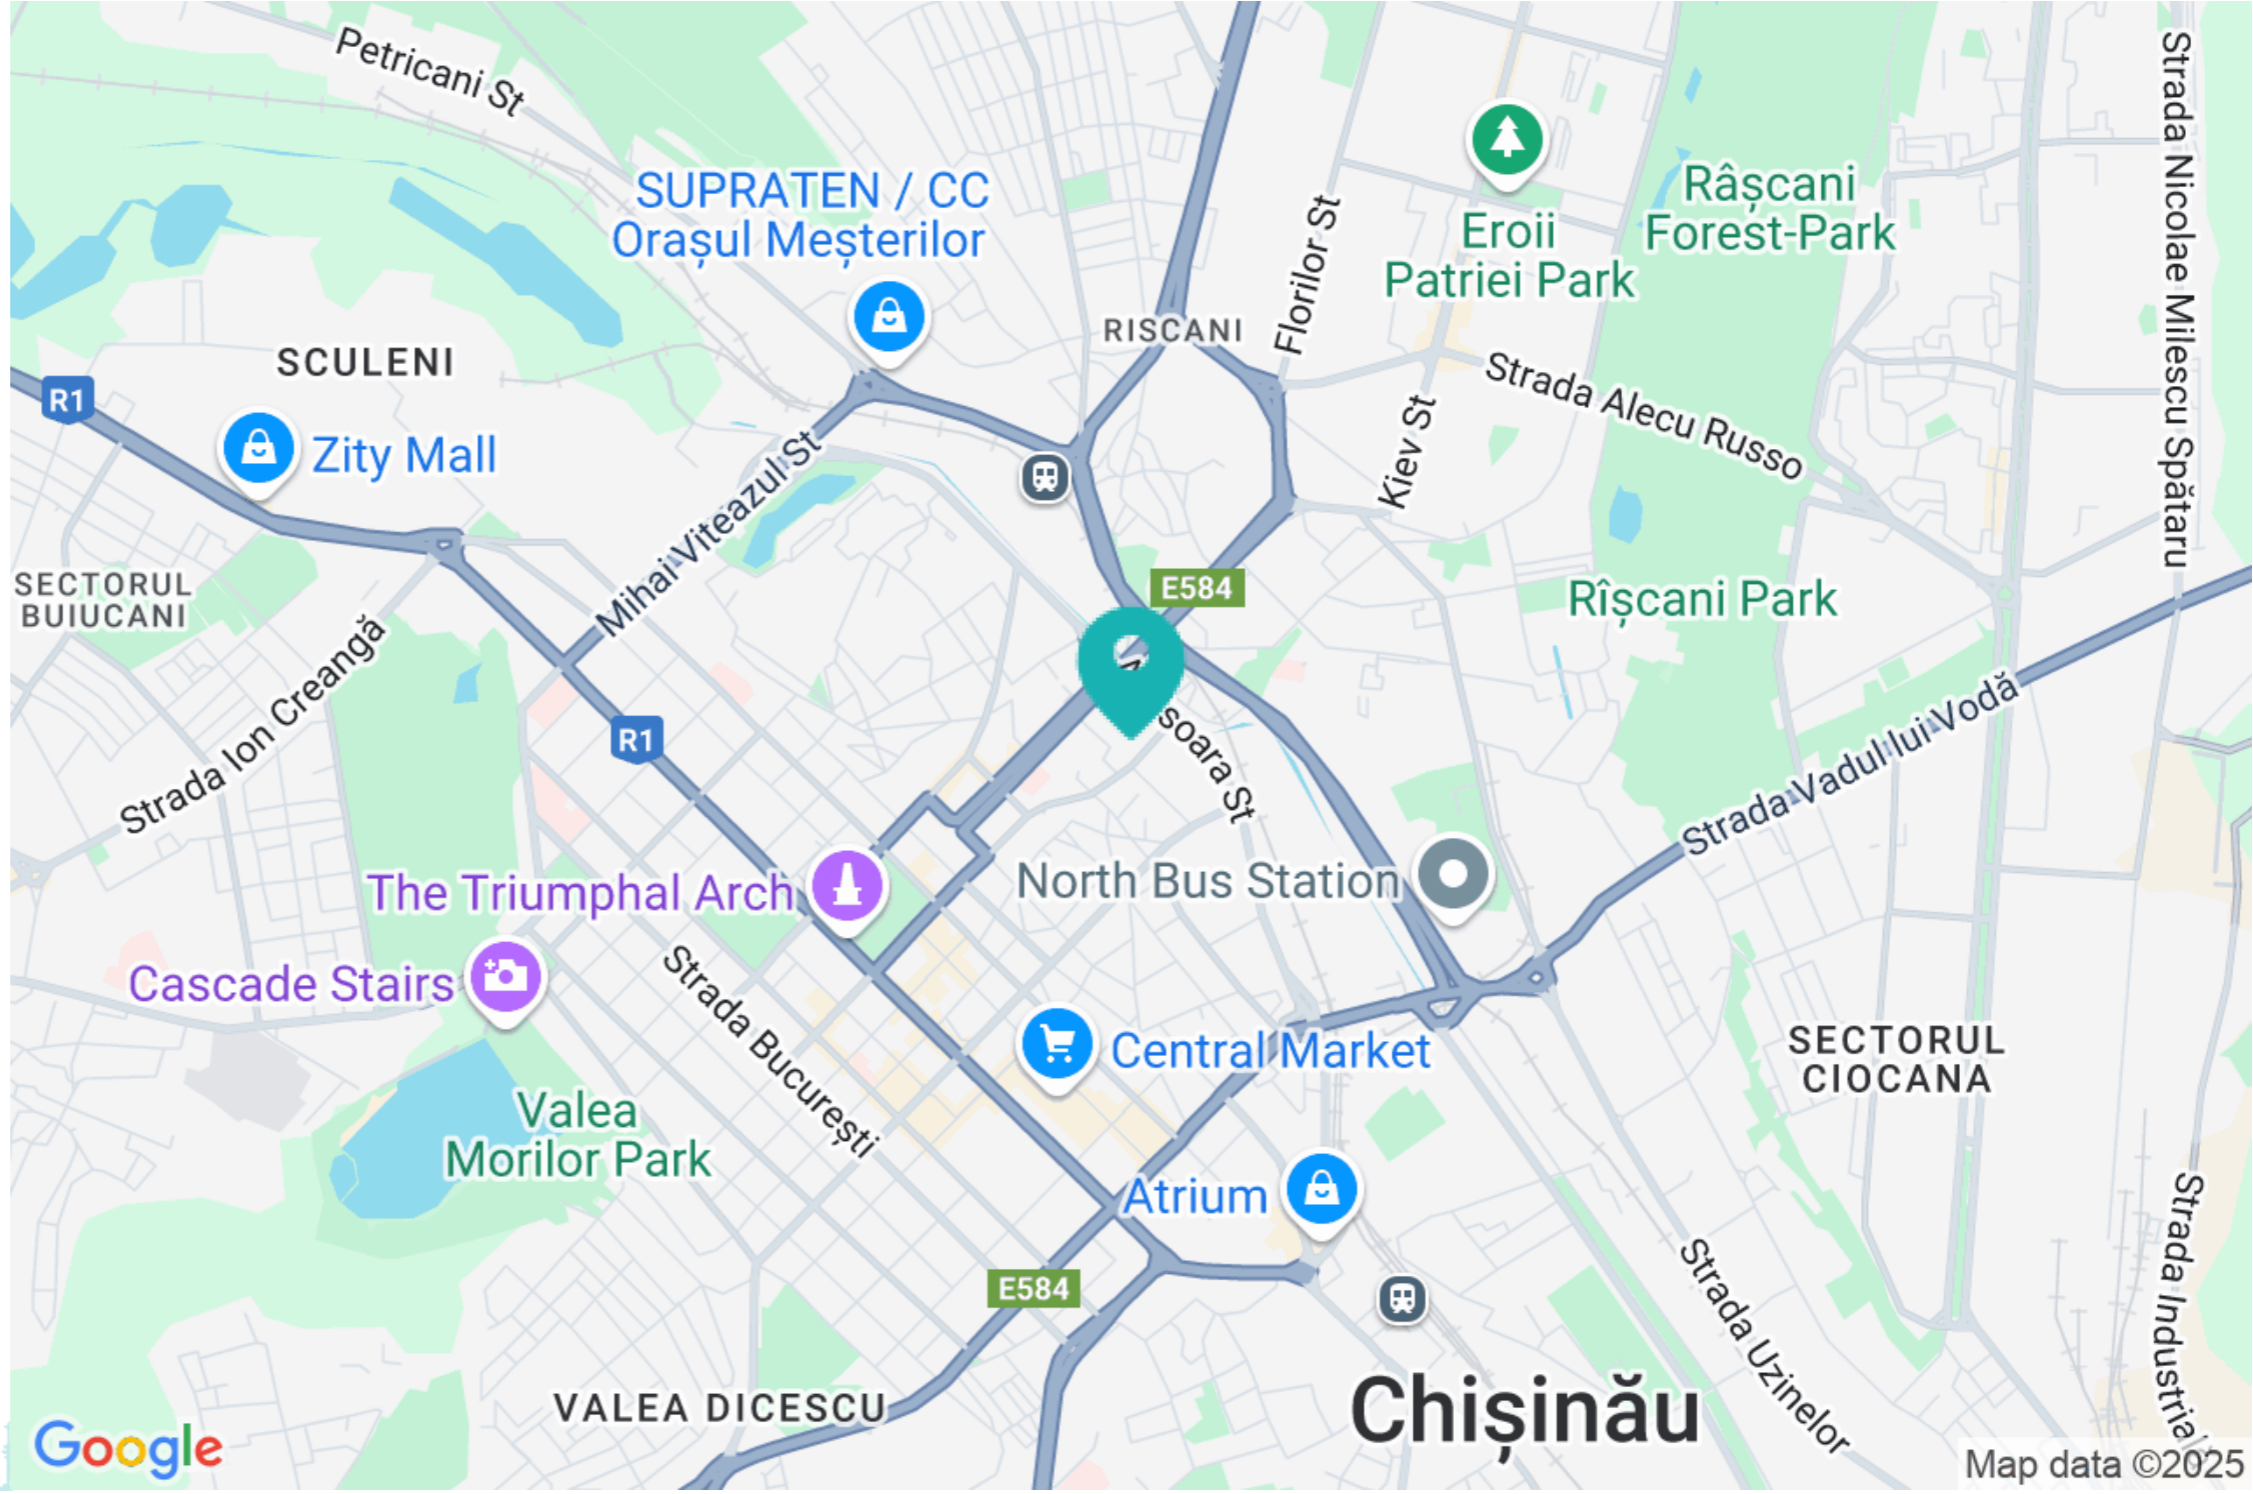 Petricani St
SUPRATEN / CC
Orașul Meșterilor
Strada Nicolae Milescu Spătaru
Râșcani
Forest-Park
Eroii
Patriei Park
Florilor St
RISCANI
SCULENI
R1
Zity Mall
Strada Alecu Russo
Kiev St
Mihai Viteazul St
SECTORUL
BUIUCANI
E584
Rîșcani Park
Strada Ion Creangă
R1
soara St
Strada Vadul lui Vodă
North Bus Station
The Triumphal Arch
Cascade Stairs
Strada București
Central Market
SECTORUL
CIOCANA
Valea
Morilor Park
Atrium
Strada Industrială
E584
Strada Uzinelor
VALEA DICESCU
Chișinău
Google
Map data ©2025